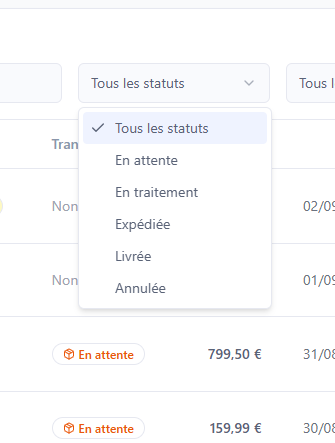 Tous les statuts
Tous l
Tous les statuts
Tran
En attente
En traitement
Non
02/09
Expédiée
Livrée
Non
01/09
Annulée
En attente
799,50 €
31/08
En attente
159,99 €
30/08